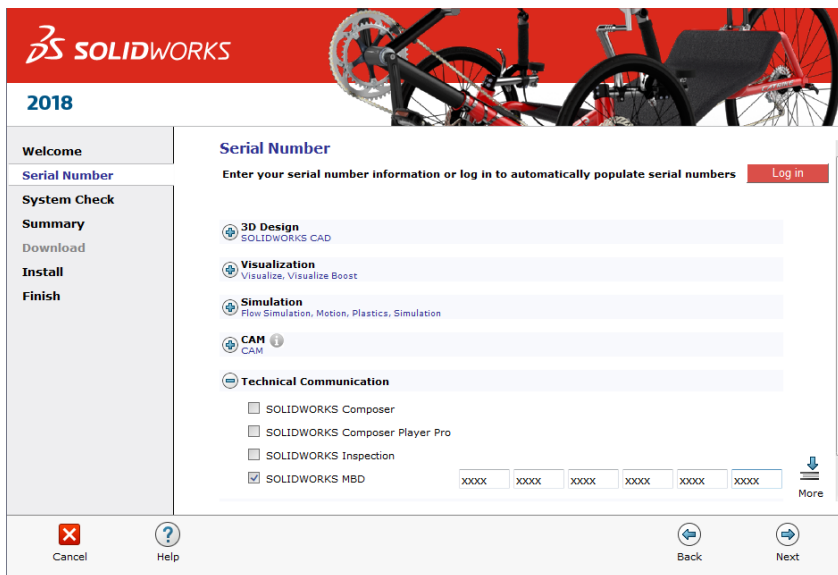 3S SOLIDWORKS
2018
Welcome
Serial Number
System Check
Summary
Download
Install
Finish
Serial Number
Enter your serial number information or log in to automatically populate serial numbers
Log in
3D Design
SOLIDWORKS CAD
Visualization
Visualize, Visualize Boost
Simulation
Flow Simulation, Motion, Plastics, Simulation
CAM
CAM
Technical Communication
SOLIDWORKS Composer
SOLIDWORKS Composer Player Pro
SOLIDWORKS Inspection
SOLIDWORKS MBD xxxx xxxx xxxx xxxx xxxx xxxx
More
Cancel Help Back Next